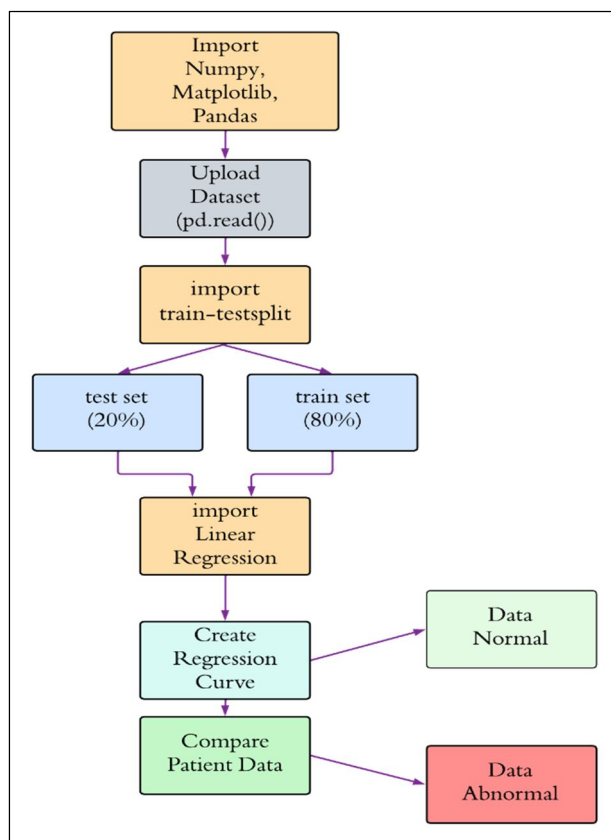 Import
Numpy,
Matplotlib,
Pandas
Upload
Dataset
(pd.read())
import
train-testsplit
test set
(20%)
train set
(80%)
import
Linear
Regression
Create
Regression
Curve
Data
Normal
Compare
Patient Data
Data
Abnormal